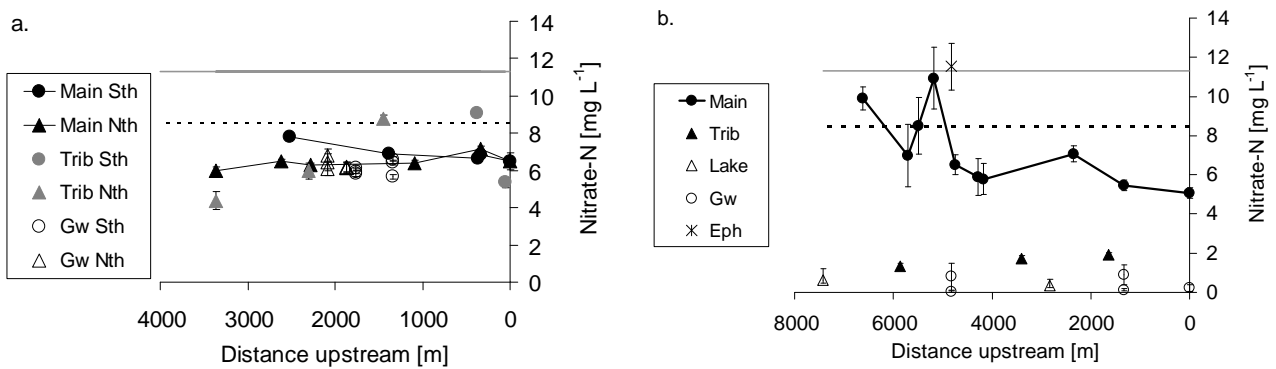 a.
Main Sth
Main Nth
Trib Sth
Trib Nth
Gw Sth
Gw Nth
14
12
10
8
6
4
2
0
Nitrate-N [mg L-1]
4000 3000 2000 1000 0
Distance upstream [m]
b.
Main
Trib
Lake
Gw
Eph
14
12
10
8
6
4
2
0
Nitrate-N [mg L-1]
8000 6000 4000 2000 0
Distance upstream [m]